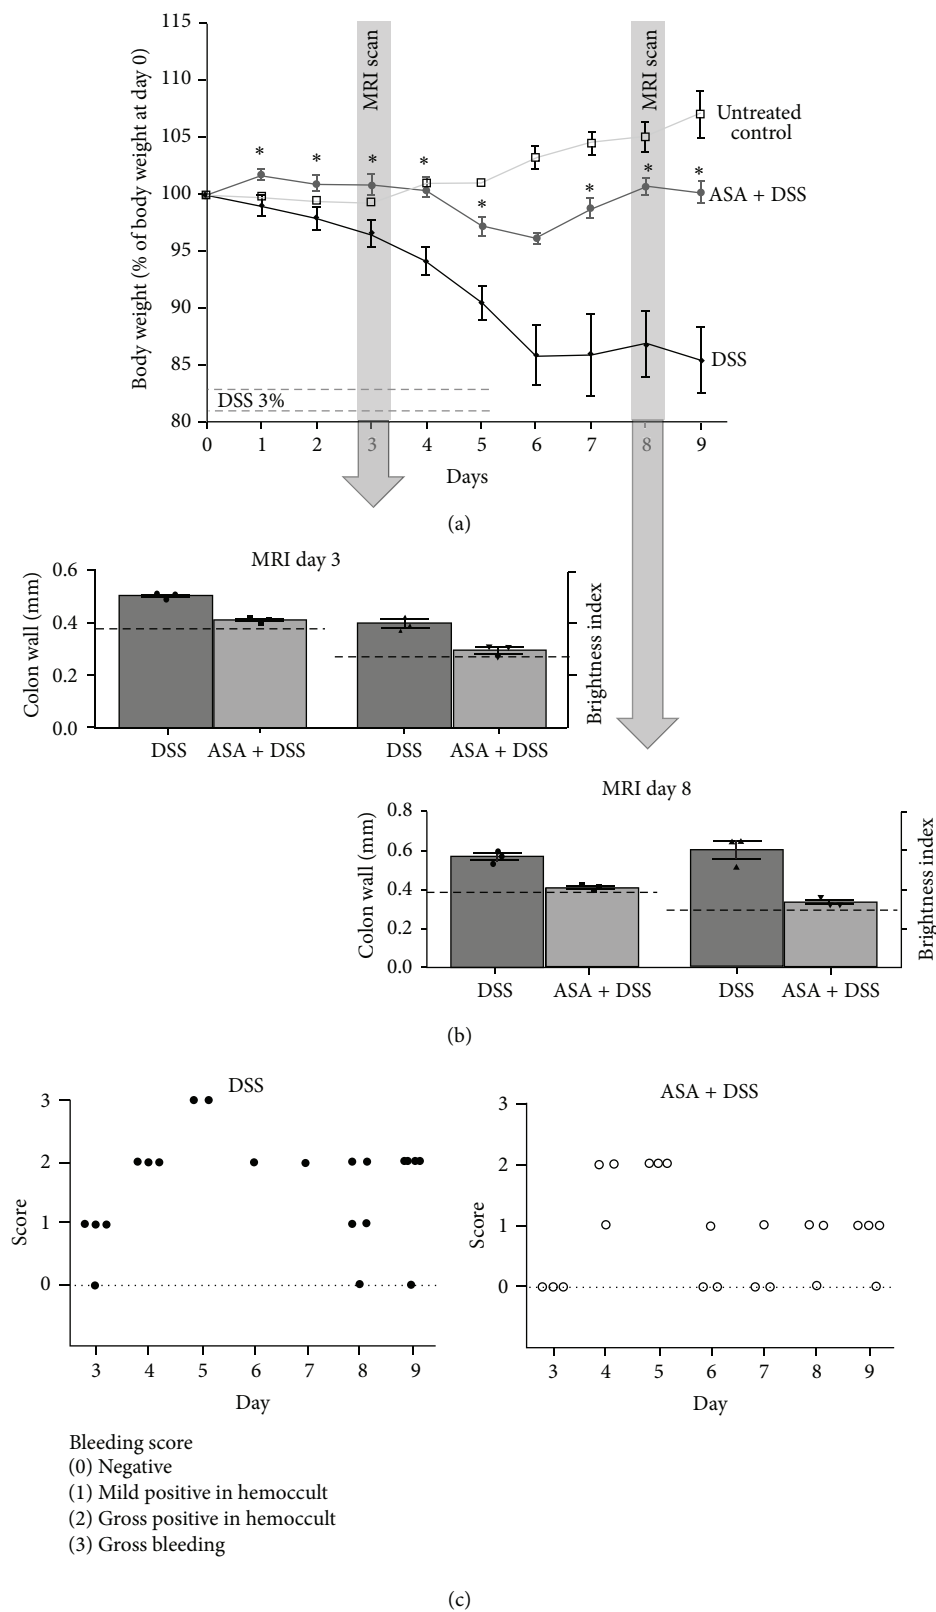 115
110
105
100
95
90
85
80
Body weight (% of body weight at day 0)
MRI scan
MRI scan
Untreated
control
ASA + DSS
DSS
DSS 3%
* * * * * * * *
0 1 2 3 4 5 6 7 8 9
Days
(a)
MRI day 3
0.6
0.4
0.2
0.0
Colon wall (mm)
Brightness index
DSS ASA + DSS DSS ASA + DSS
MRI day 8
0.8
0.6
0.4
0.2
0.0
Colon wall (mm)
Brightness index
DSS ASA + DSS DSS ASA + DSS
(b)
DSS
3
2
1
0
Score
3 4 5 6 7 8 9
Day
ASA + DSS
3
2
1
0
Score
3 4 5 6 7 8 9
Day
Bleeding score
(0) Negative
(1) Mild positive in hemoccult
(2) Gross positive in hemoccult
(3) Gross bleeding
(c)